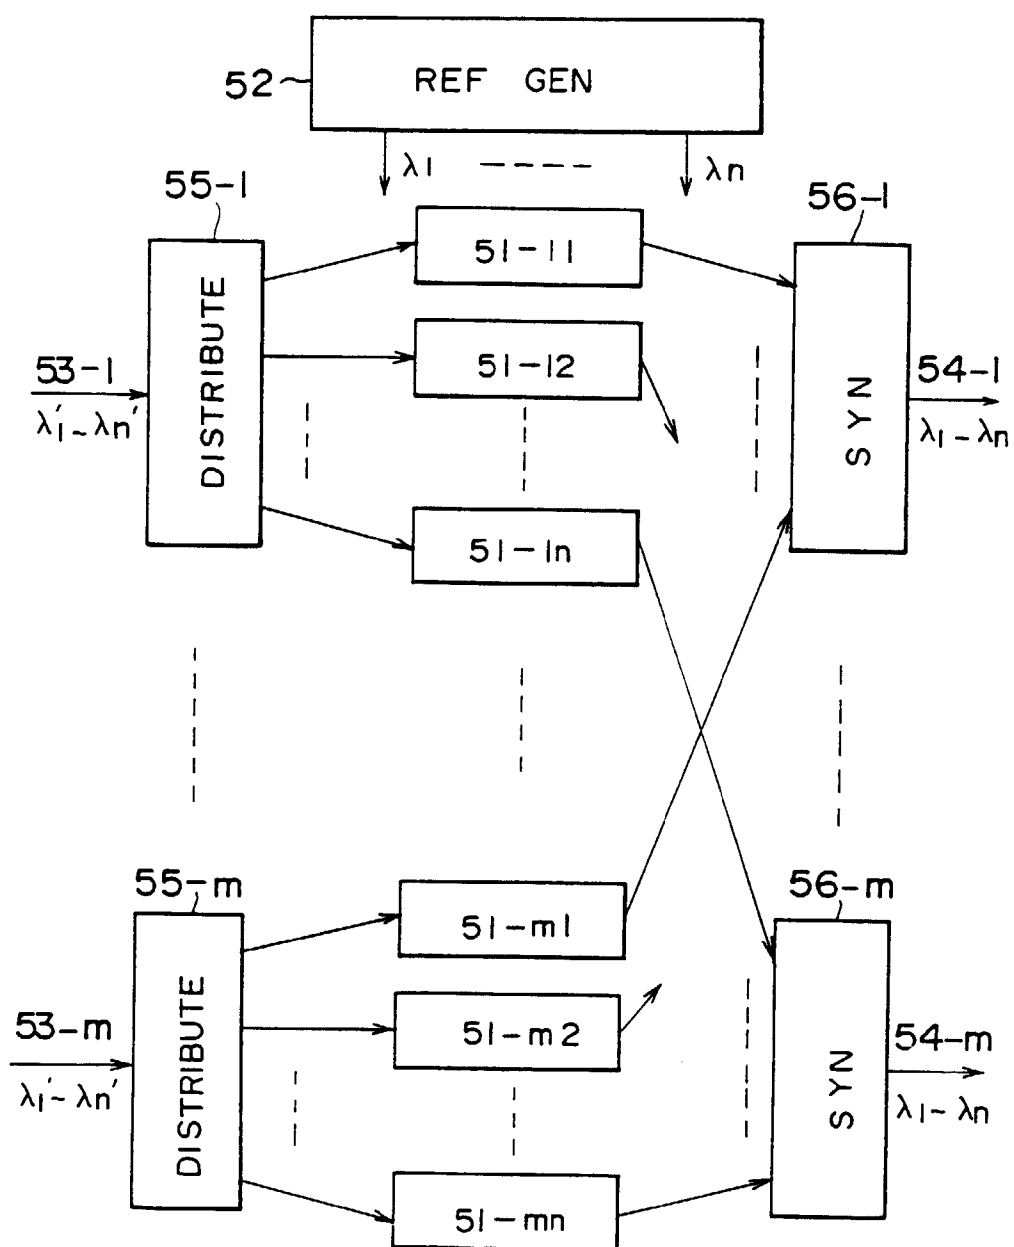 52
REF GEN
λ1
λn
55-1
56-1
51-11
DISTRIBUTE
51-12
53-1
λ1'~λn'
SYN
54-1
λ1~λn
51-1n
55-m
56-m
51-m1
DISTRIBUTE
53-m
λ1'~λn'
51-m2
SYN
54-m
λ1~λn
51-mn